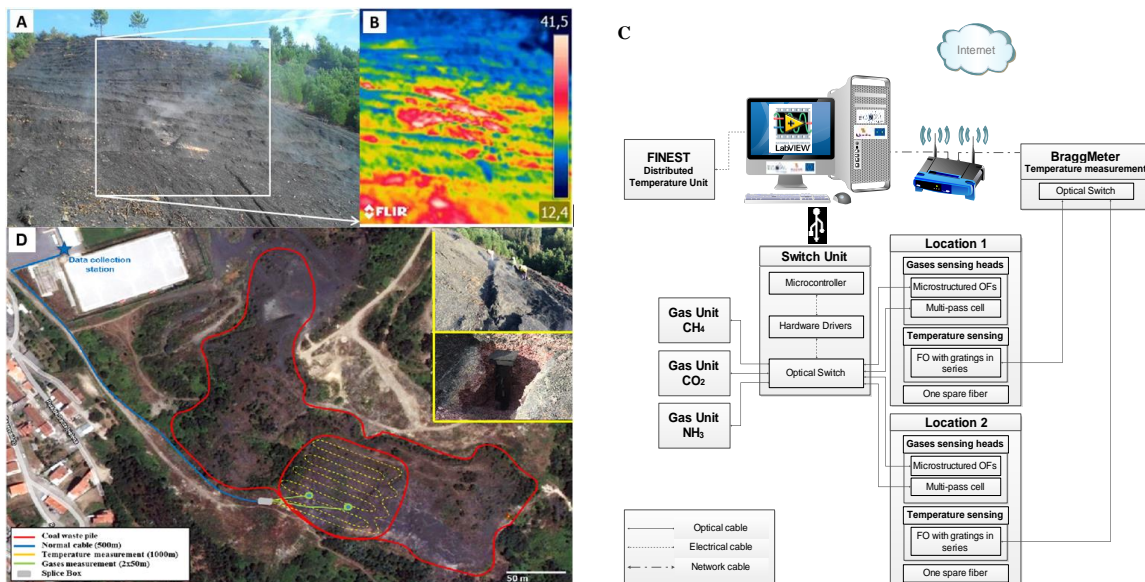 A
B
41,5
12,4
FLIR
C
Internet
LabVIEW
FINEST
Distributed
Temperature Unit
BraggMeter
Temperature measurement
Optical Switch
Switch Unit
Microcontroller
Hardware Drivers
Optical Switch
Gas Unit
CH4
Gas Unit
CO2
Gas Unit
NH3
Location 1
Gases sensing heads
Microstructured OFs
Multi-pass cell
Temperature sensing
FO with gratings in
series
One spare fiber
Location 2
Gases sensing heads
Microstructured OFs
Multi-pass cell
Temperature sensing
FO with gratings in
series
One spare fiber
Optical cable
Electrical cable
Network cable
D
Data collection
station
Coal waste pile
Normal cable (500m)
Temperature measurement (1000m)
Gases measurement (2x50m)
Splice Box
50 m